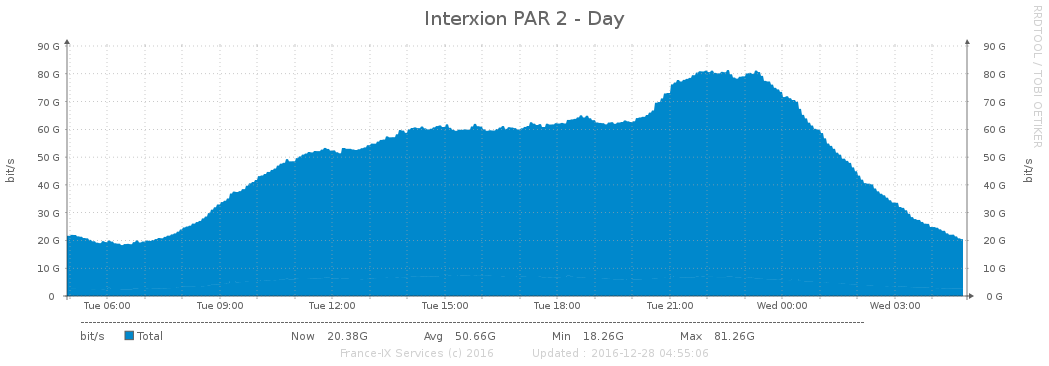 Interxion PAR 2 - Day
RRDTOOL / TOBI OETIKER
90 G 90 G
80 G 80 G
70 G 70 G
60 G 60 G
50 G 50 G
40 G 40 G
30 G 30 G
20 G 20 G
10 G 10 G
0 0 G
bit/s
bit/s
Tue 06:00 Tue 09:00 Tue 12:00 Tue 15:00 Tue 18:00 Tue 21:00 Wed 00:00 Wed 03:00
bit/s Total Now 20.38G Avg 50.66G Min 18.26G Max 81.26G
France-IX Services (c) 2016 Updated : 2016-12-28 04:55:06